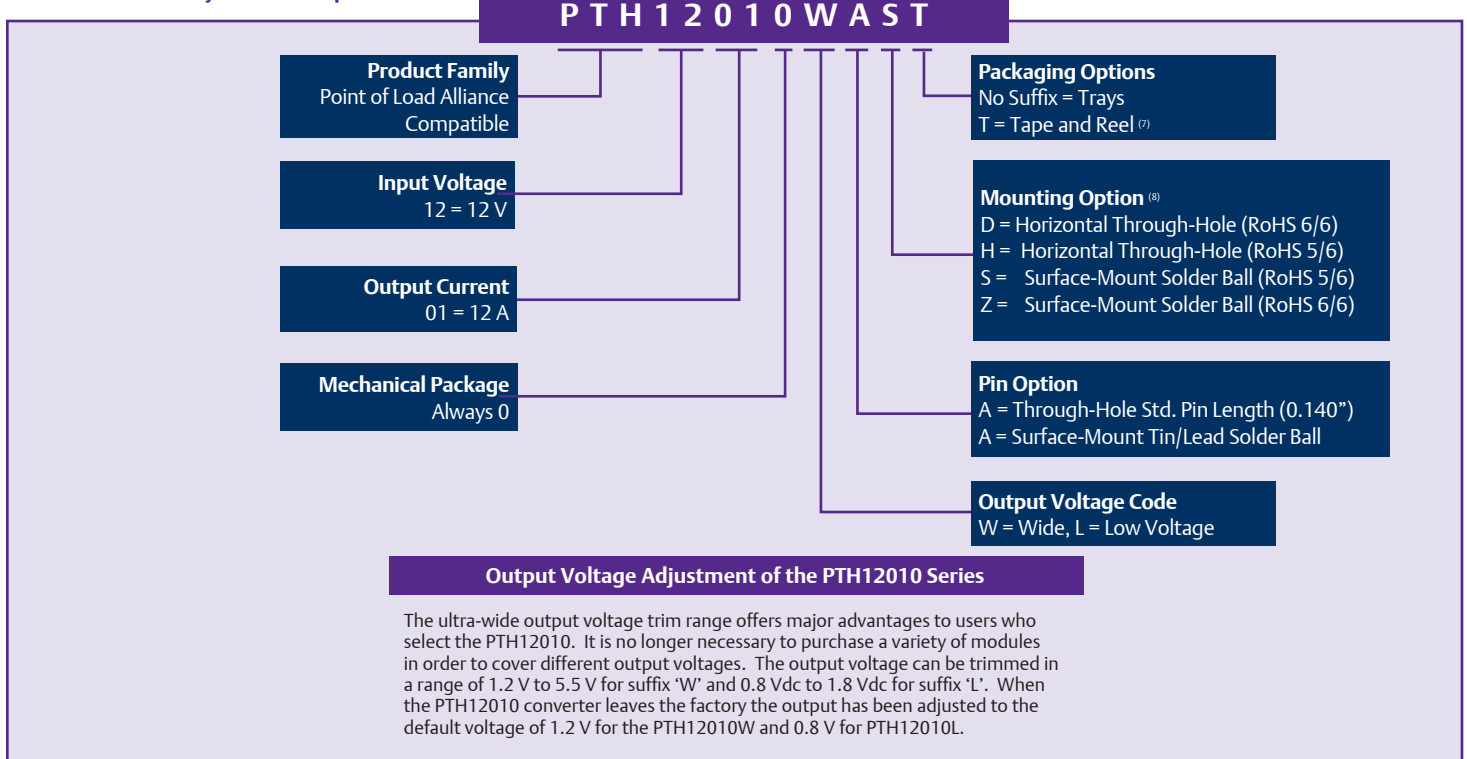 PTH12010WAST
Product Family
Point of Load Alliance
Compatible
Input Voltage
12 = 12 V
Output Current
01 = 12 A
Mechanical Package
Always 0
Packaging Options
No Suffix = Trays
T = Tape and Reel (7)
Mounting Option (8)
D = Horizontal Through-Hole (RoHS 6/6)
H = Horizontal Through-Hole (RoHS 5/6)
S = Surface-Mount Solder Ball (RoHS 5/6)
Z = Surface-Mount Solder Ball (RoHS 6/6)
Pin Option
A = Through-Hole Std. Pin Length (0.140”)
A = Surface-Mount Tin/Lead Solder Ball
Output Voltage Code
W = Wide, L = Low Voltage
Output Voltage Adjustment of the PTH12010 Series
The ultra-wide output voltage trim range offers major advantages to users who
select the PTH12010. It is no longer necessary to purchase a variety of modules
in order to cover different output voltages. The output voltage can be trimmed in
a range of 1.2 V to 5.5 V for suffix ‘W’ and 0.8 Vdc to 1.8 Vdc for suffix ‘L’. When
the PTH12010 converter leaves the factory the output has been adjusted to the
default voltage of 1.2 V for the PTH12010W and 0.8 V for PTH12010L.